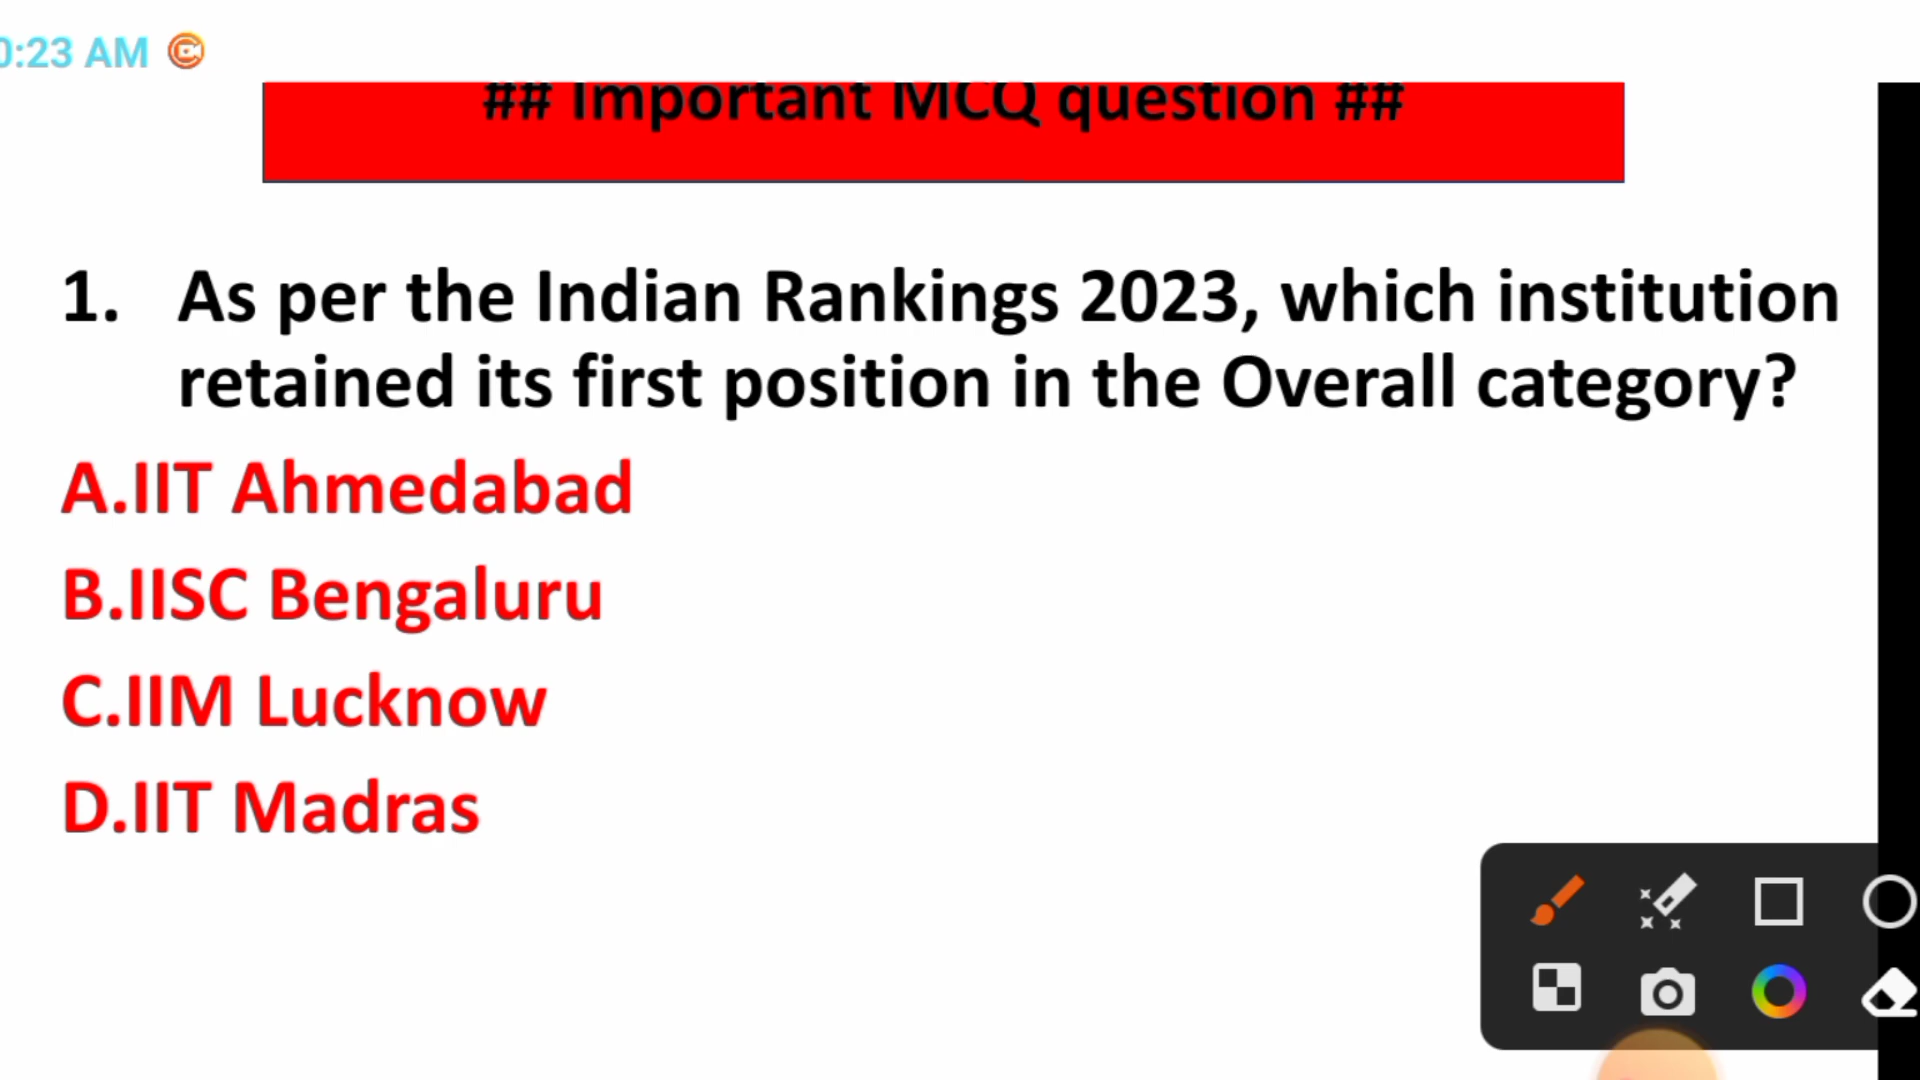 0:23 AM
## Important MCQ question ##
1. As per the Indian Rankings 2023, which institution
retained its first position in the Overall category?
A.IIT Ahmedabad
B.IISC Bengaluru
C.IIM Lucknow
D.IIT Madras